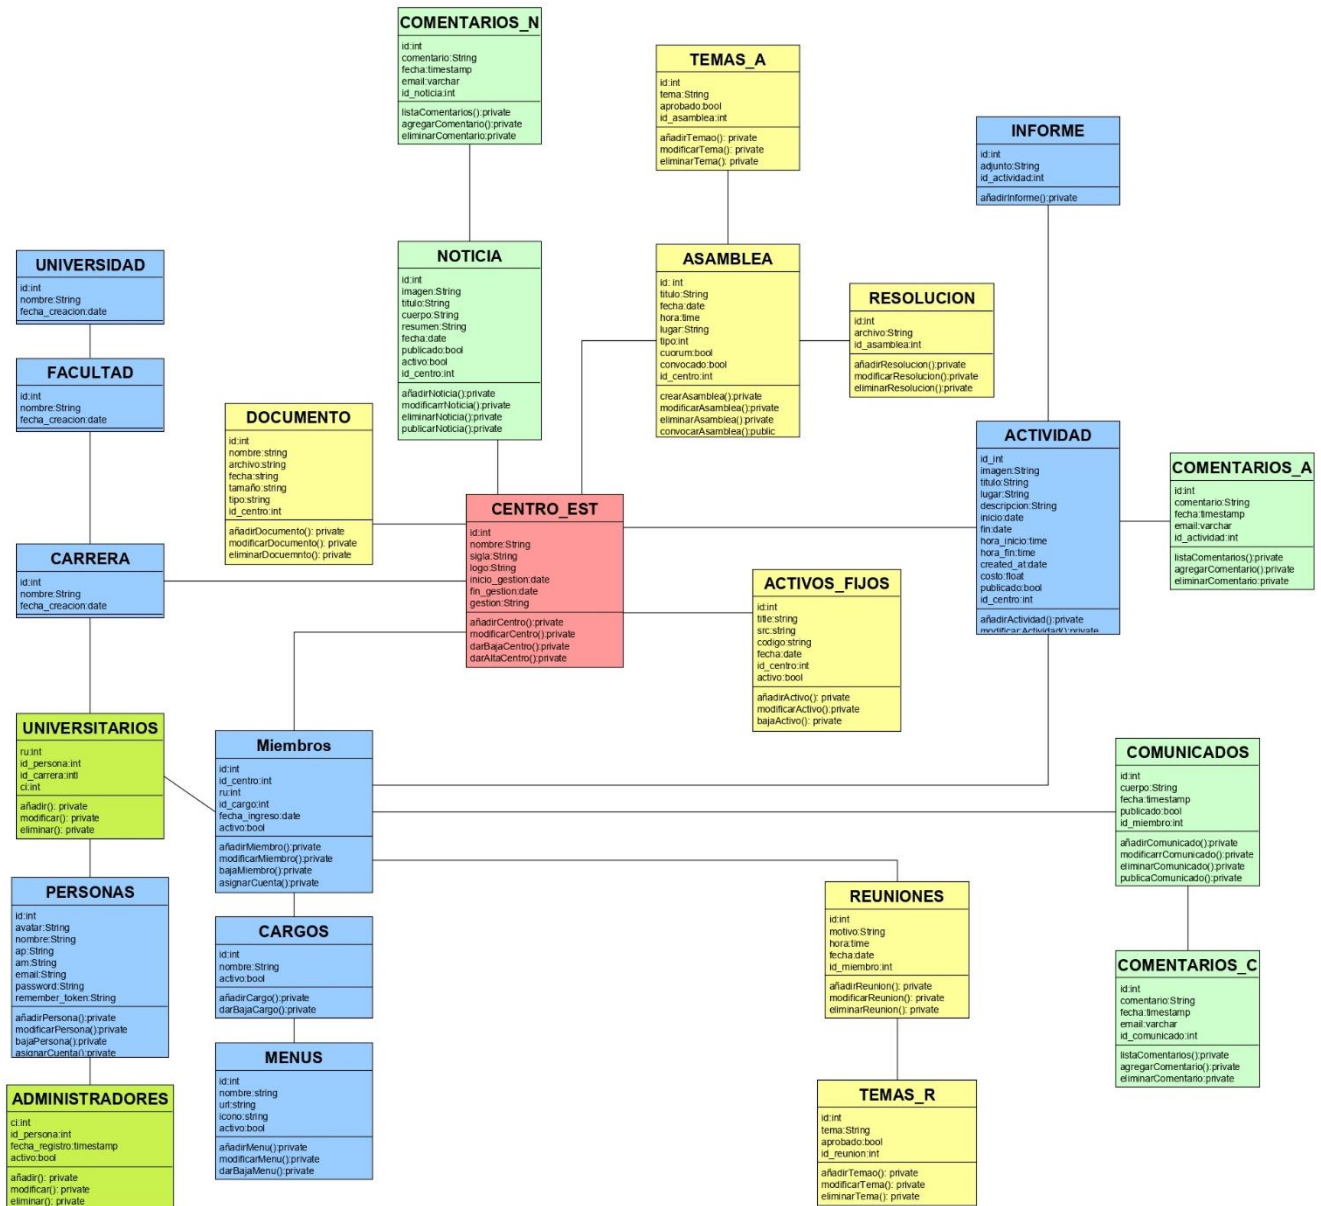 COMENTARIOS_N
id:int
comentario:String
fecha:timestamp
email:varchar
id_noticia:int
listaComentarios():private
agregarComentario():private
eliminarComentario:private
TEMAS_A
id:int
tema:String
aprobado:bool
id_asamblea:int
añadirTemao(): private
modificarTema(): private
eliminarTema(): private
INFORME
id:int
adjunto:String
id_actividad:int
añadirInforme():private
UNIVERSIDAD
id:int
nombre:String
fecha_creacion:date
NOTICIA
id:int
imagen:String
titulo:String
cuerpo:String
resumen:String
fecha:date
publicado:bool
activo:bool
id_centro:int
añadirNoticia():private
modificarrNoticia():private
eliminarNoticia():private
publicarNoticia():private
ASAMBLEA
id: int
titulo:String
fecha:date
hora:time
lugar:String
tipo:int
cuorum:bool
convocado:bool
id_centro:int
crearAsamblea():private
modificarAsamblea():private
eliminarAsamblea():private
convocarAsamblea():public
RESOLUCION
id:int
archivo:String
id_asamblea:int
añadirResolucion():private
modificarResolucion():private
eliminarResolucion():private
FACULTAD
id:int
nombre:String
fecha_creacion:date
DOCUMENTO
id:int
nombre:string
archivo:string
fecha:string
tamaño:string
tipo:string
id_centro:int
añadirDocumento(): private
modificarDocumento(): private
eliminarDocuemnto(): private
ACTIVIDAD
id_int
imagen:String
titulo:String
lugar:String
descripcion:String
inicio:date
fin:date
hora_inicio:time
hora_fin:time
created_at:date
costo:float
publicado:bool
id_centro:int
añadirActividad():private
modificarActividad():private
COMENTARIOS_A
id:int
comentario:String
fecha:timestamp
email:varchar
id_actividad:int
listaComentarios():private
agregarComentario():private
eliminarComentario:private
CENTRO_EST
id:int
nombre:String
sigla:String
logo:String
inicio_gestion:date
fin_gestion:date
gestion:String
añadirCentro():private
modificarCentro():private
darBajaCentro():private
darAltaCentro():private
CARRERA
id:int
nombre:String
fecha_creacion:date
ACTIVOS_FIJOS
id:int
title:string
src:string
codigo:string
fecha:date
id_centro:int
activo:bool
añadirActivo(): private
modificarActivo(): private
bajaActivo(): private
UNIVERSITARIOS
ru:int
id_persona:int
id_carrera:intl
ci:int
añadir(): private
modificar(): private
eliminar(): private
Miembros
id:int
id_centro:int
ru:int
id_cargo:int
fecha_ingreso:date
activo:bool
añadirMiembro():private
modificarMiembro():private
bajaMiembro():private
asignarCuenta():private
COMUNICADOS
id:int
cuerpo:String
fecha:timestamp
publicado:bool
id_miembro:int
añadirComunicado():private
modificarrComunicado():private
eliminarComunicado():private
publicaComunicado():private
PERSONAS
id:int
avatar:String
nombre:String
ap:String
am:String
email:String
password:String
remember_token:String
añadirPersona():private
modificarPersona():private
bajaPersona():private
asignarCuenta():private
CARGOS
id:int
nombre:String
activo:bool
añadirCargo():private
darBajaCargo():private
REUNIONES
id:int
motivo:String
hora:time
fecha:date
id_miembro:int
añadirReunion(): private
modificarReunion(): private
eliminarReunion(): private
COMENTARIOS_C
id:int
comentario:String
fecha:timestamp
email:varchar
id_comunicado:int
listaComentarios():private
agregarComentario():private
eliminarComentario:private
MENUS
id:int
nombre:string
url:string
icono:string
activo:bool
añadirMenu():private
modificarMenu():private
darBajaMenu():private
ADMINISTRADORES
ci:int
id_persona:int
fecha_registro:timestamp
activo:bool
añadir(): private
modificar(): private
eliminar(): private
TEMAS_R
id:int
tema:String
aprobado:bool
id_reunion:int
añadirTemao(): private
modificarTema(): private
eliminarTema(): private